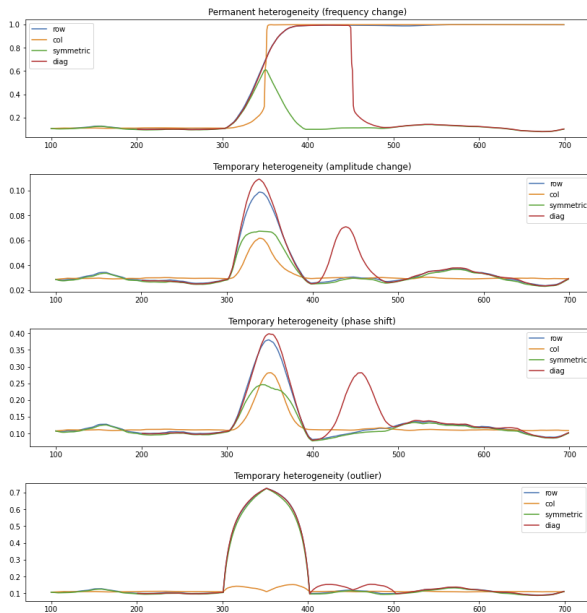 Permanent heterogeneity (frequency change)
1.0
0.8
0.6
0.4
0.2
row
col
symmetric
diag
100 200 300 400 500 600 700
Temporary heterogeneity (amplitude change)
0.10
0.08
0.06
0.04
0.02
row
col
symmetric
diag
100 200 300 400 500 600 700
Temporary heterogeneity (phase shift)
0.40
0.35
0.30
0.25
0.20
0.15
0.10
row
col
symmetric
diag
100 200 300 400 500 600 700
Temporary heterogeneity (outlier)
0.7
0.6
0.5
0.4
0.3
0.2
0.1
row
col
symmetric
diag
100 200 300 400 500 600 700